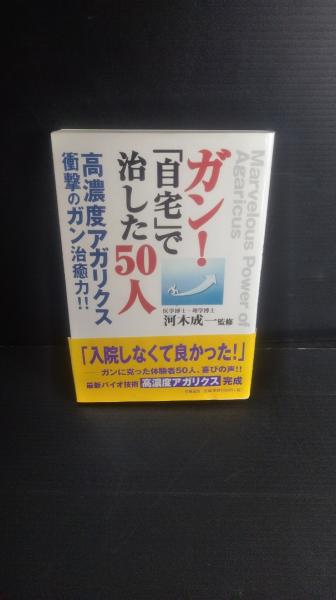 Marvelous Power of
Agaricus
ガン!
「自宅」で
治した50人
高濃度アガリクス
衝撃のガン治癒力!!
医学博士・理学博士
河木成一監修
「入院しなくて良かった!」
──ガンに克った体験者50人、喜びの声!!
最新バイオ技術 高濃度アガリクス 完成